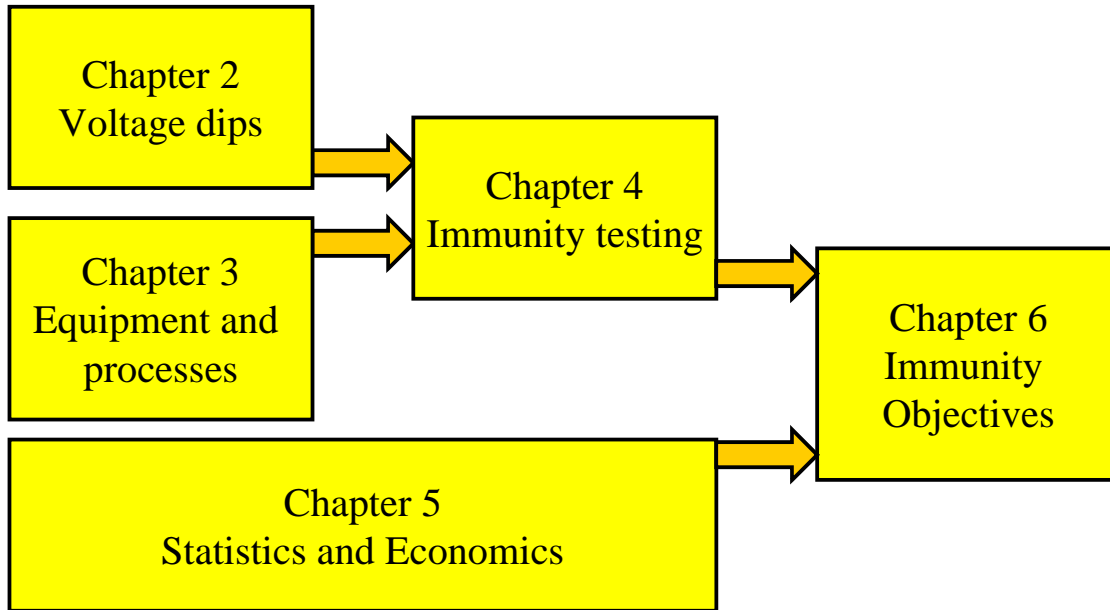 Chapter 2
Voltage dips
Chapter 3
Equipment and
processes
Chapter 4
Immunity testing
Chapter 5
Statistics and Economics
Chapter 6
Immunity
Objectives